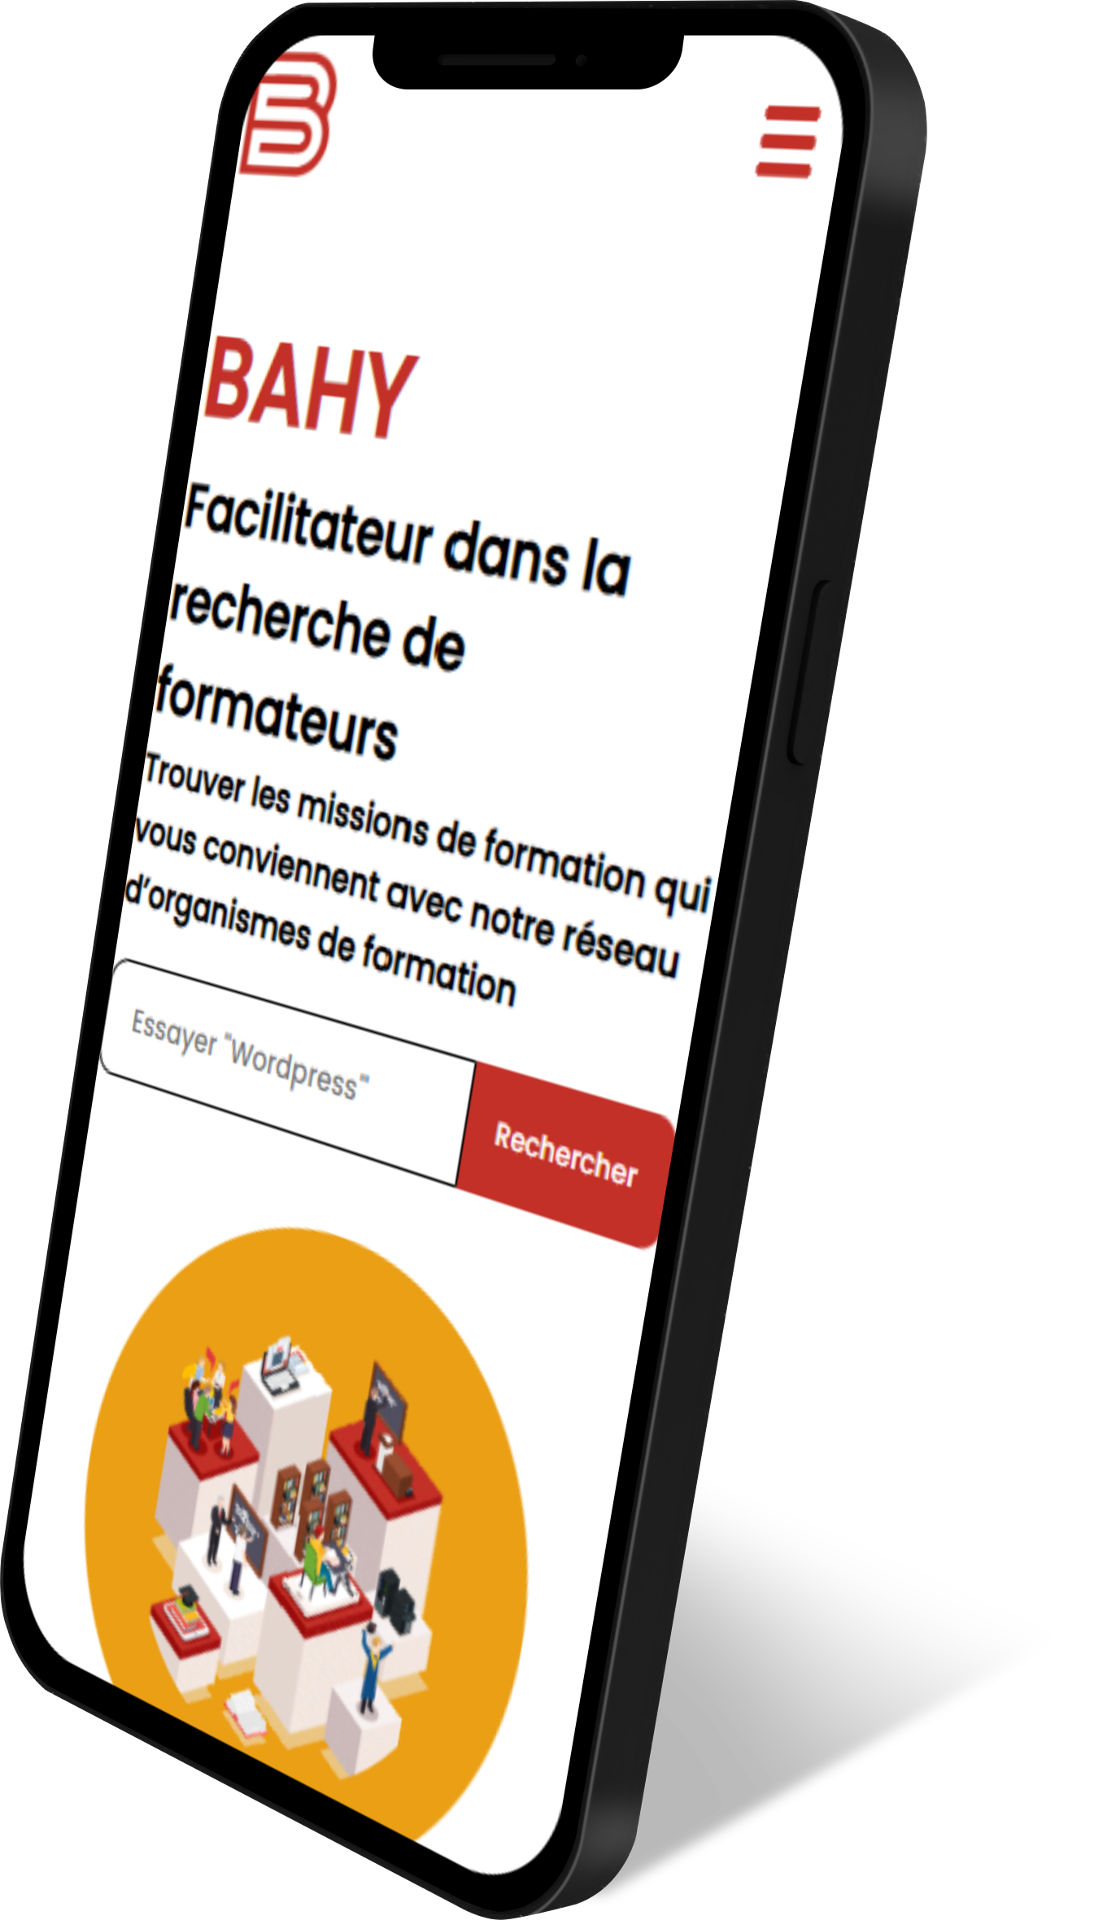 B
BAHY
Facilitateur dans la
recherche de
formateurs
Trouver les missions de formation qui
vous conviennent avec notre réseau
d'organismes de formation
Essayer "Wordpress"
Rechercher